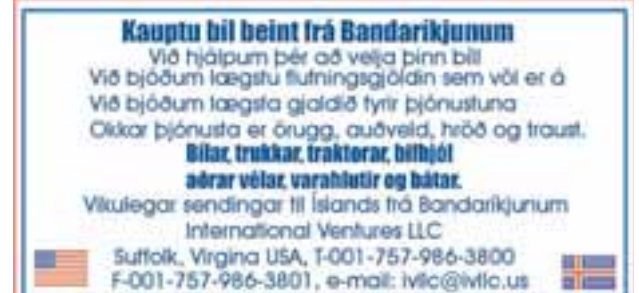 Kauptu bíl beint frá Bandaríkjunum
Við hjálpum þér að velja þinn bíl!
Við bjóðum lægstu flutningsgjöldin sem völ er á
Við bjóðum lægsta gjaldið fyrir þjónustuna
Okkar þjónusta er örugg, auðveld, hröð og traust.
Bílar, trukkar, traktorar, bifhjól
aðrar vélar, varahlutir og bátar.
Vikulegar sendingar til Íslands frá Bandaríkjunum
International Ventures LLC
Suffolk, Virgina USA, T-001-757-986-3800
F-001-757-986-3801, e-mail: ivllc@ivllc.us